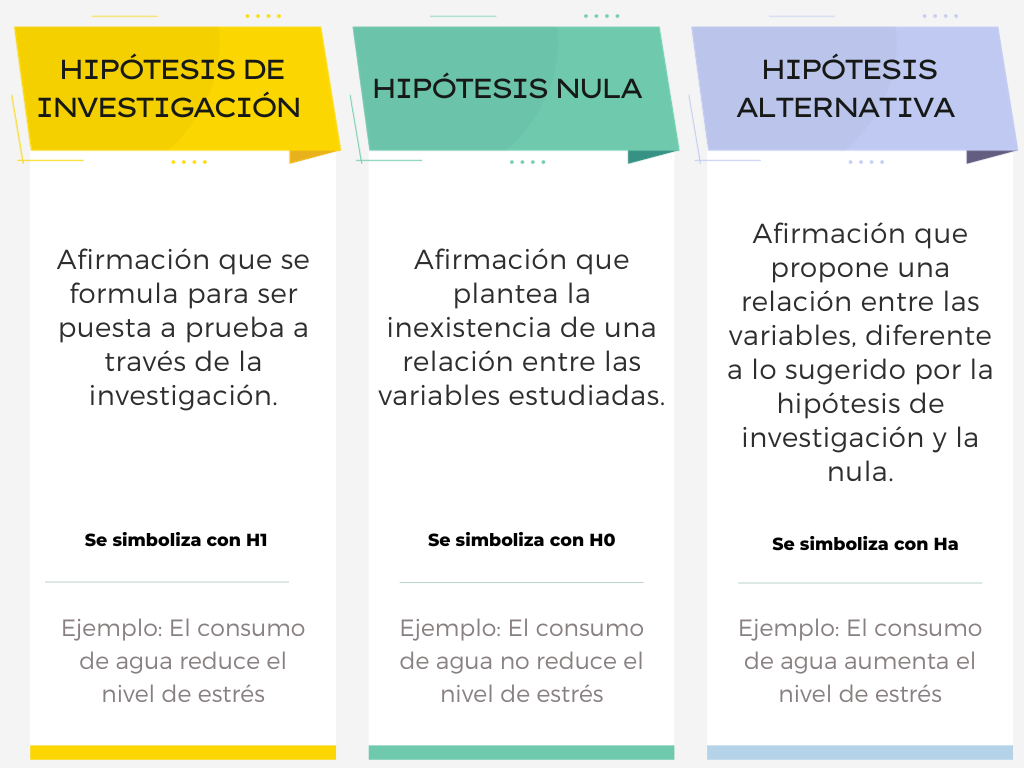 HIPÓTESIS DE
INVESTIGACIÓN
Afirmación que se
formula para ser
puesta a prueba a
través de la
investigación.
Se simboliza con H1
Ejemplo: El consumo
de agua reduce el
nivel de estrés
HIPÓTESIS NULA
Afirmación que
plantea la
inexistencia de una
relación entre las
variables estudiadas.
Se simboliza con H0
Ejemplo: El consumo
de agua no reduce el
nivel de estrés
HIPÓTESIS
ALTERNATIVA
Afirmación que
propone una
relación entre las
variables, diferente
a lo sugerido por la
hipótesis de
investigación y la
nula.
Se simboliza con Ha
Ejemplo: El consumo
de agua aumenta el
nivel de estrés